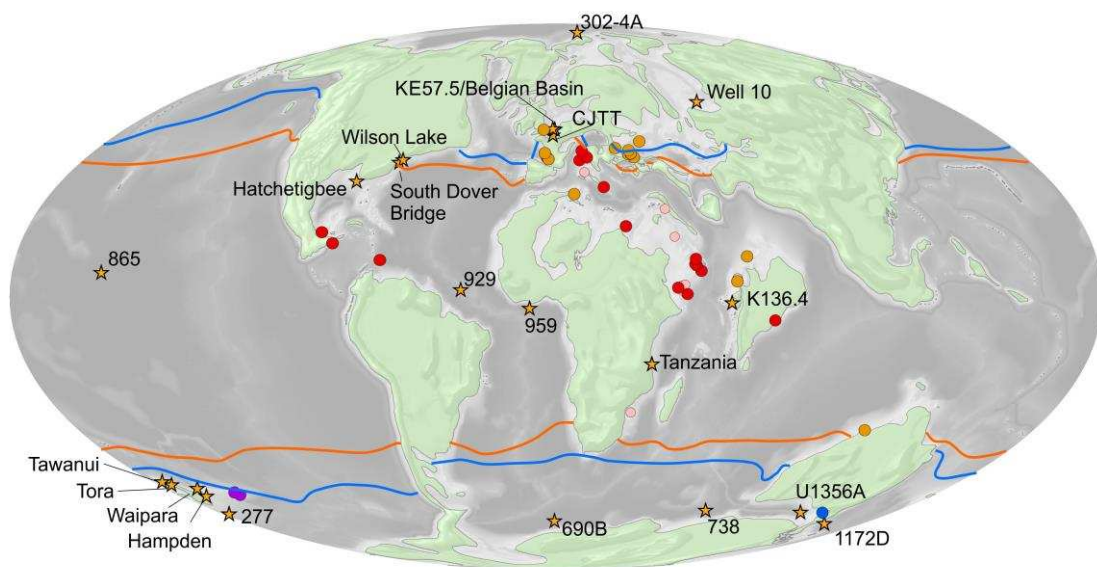 302-4A
KE57.5/Belgian Basin
Well 10
CJTT
Wilson Lake
Hatchetigbee
South Dover
Bridge
865
929
K136.4
959
Tanzania
Tawanui
Tora
U1356A
Waipara
277
738
690B
Hampden
1172D